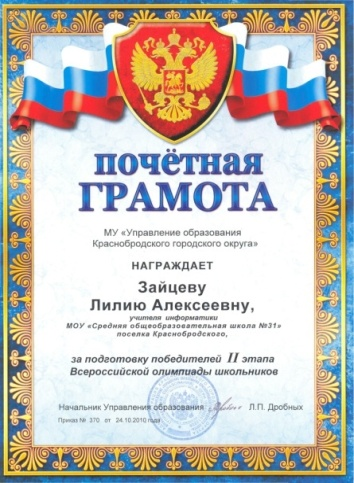 почётная
ГРАМОТА
МУ «Управление образования
Краснобродского городского округа»
НАГРАЖДАЕТ
Зайцеву
Лилию Алексеевну,
учителя информатики
МОУ «Средняя общеобразовательная школа №31»
поселка Краснобродского,
за подготовку победителей II этапа
Всероссийской олимпиады школьников
Начальник Управления образования Л.П. Дробных
Приказ № 370 от 24.10.2010 года